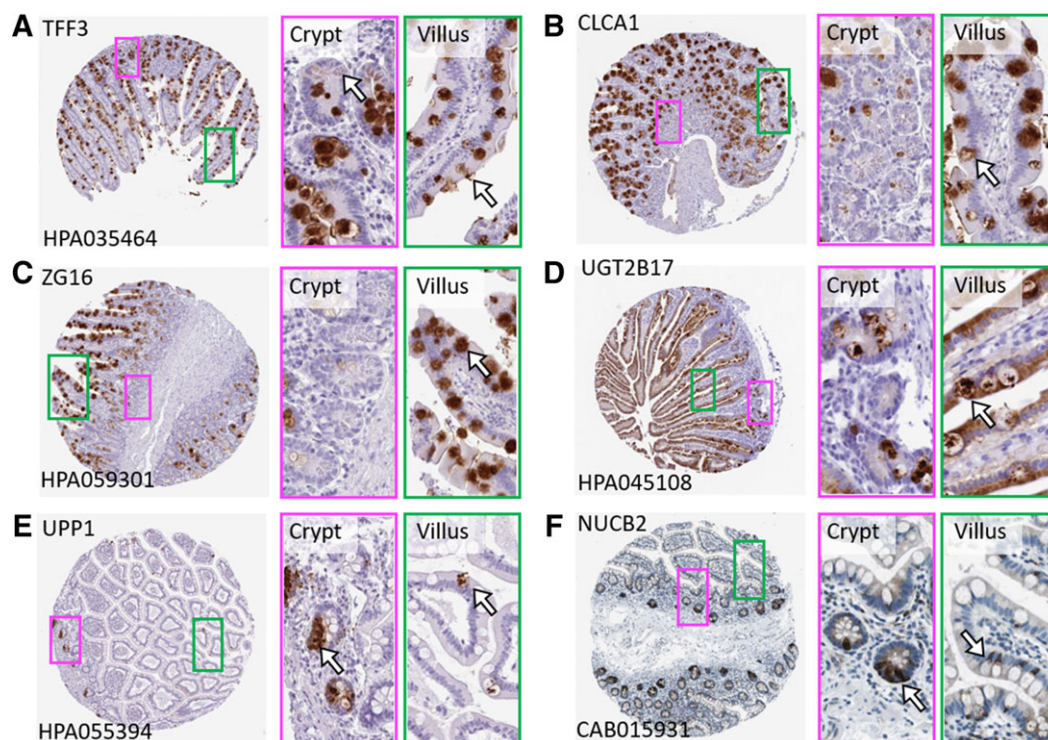 A TFF3 Crypt Villus
HPA035464
B CLCA1 Crypt Villus
C ZG16 Crypt Villus
HPA059301
D UGT2B17 Crypt Villus
HPA045108
E UPP1 Crypt Villus
HPA055394
F NUCB2 Crypt Villus
CAB015931